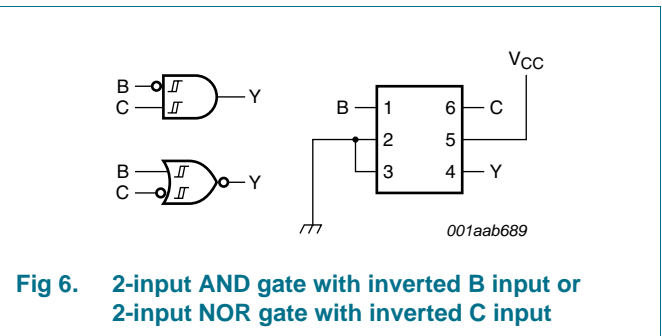 B
C
Y
B
C
Y
VCC
B 1 6 C
2 5
3 4 Y
001aab689
Fig 6. 2-input AND gate with inverted B input or
2-input NOR gate with inverted C input